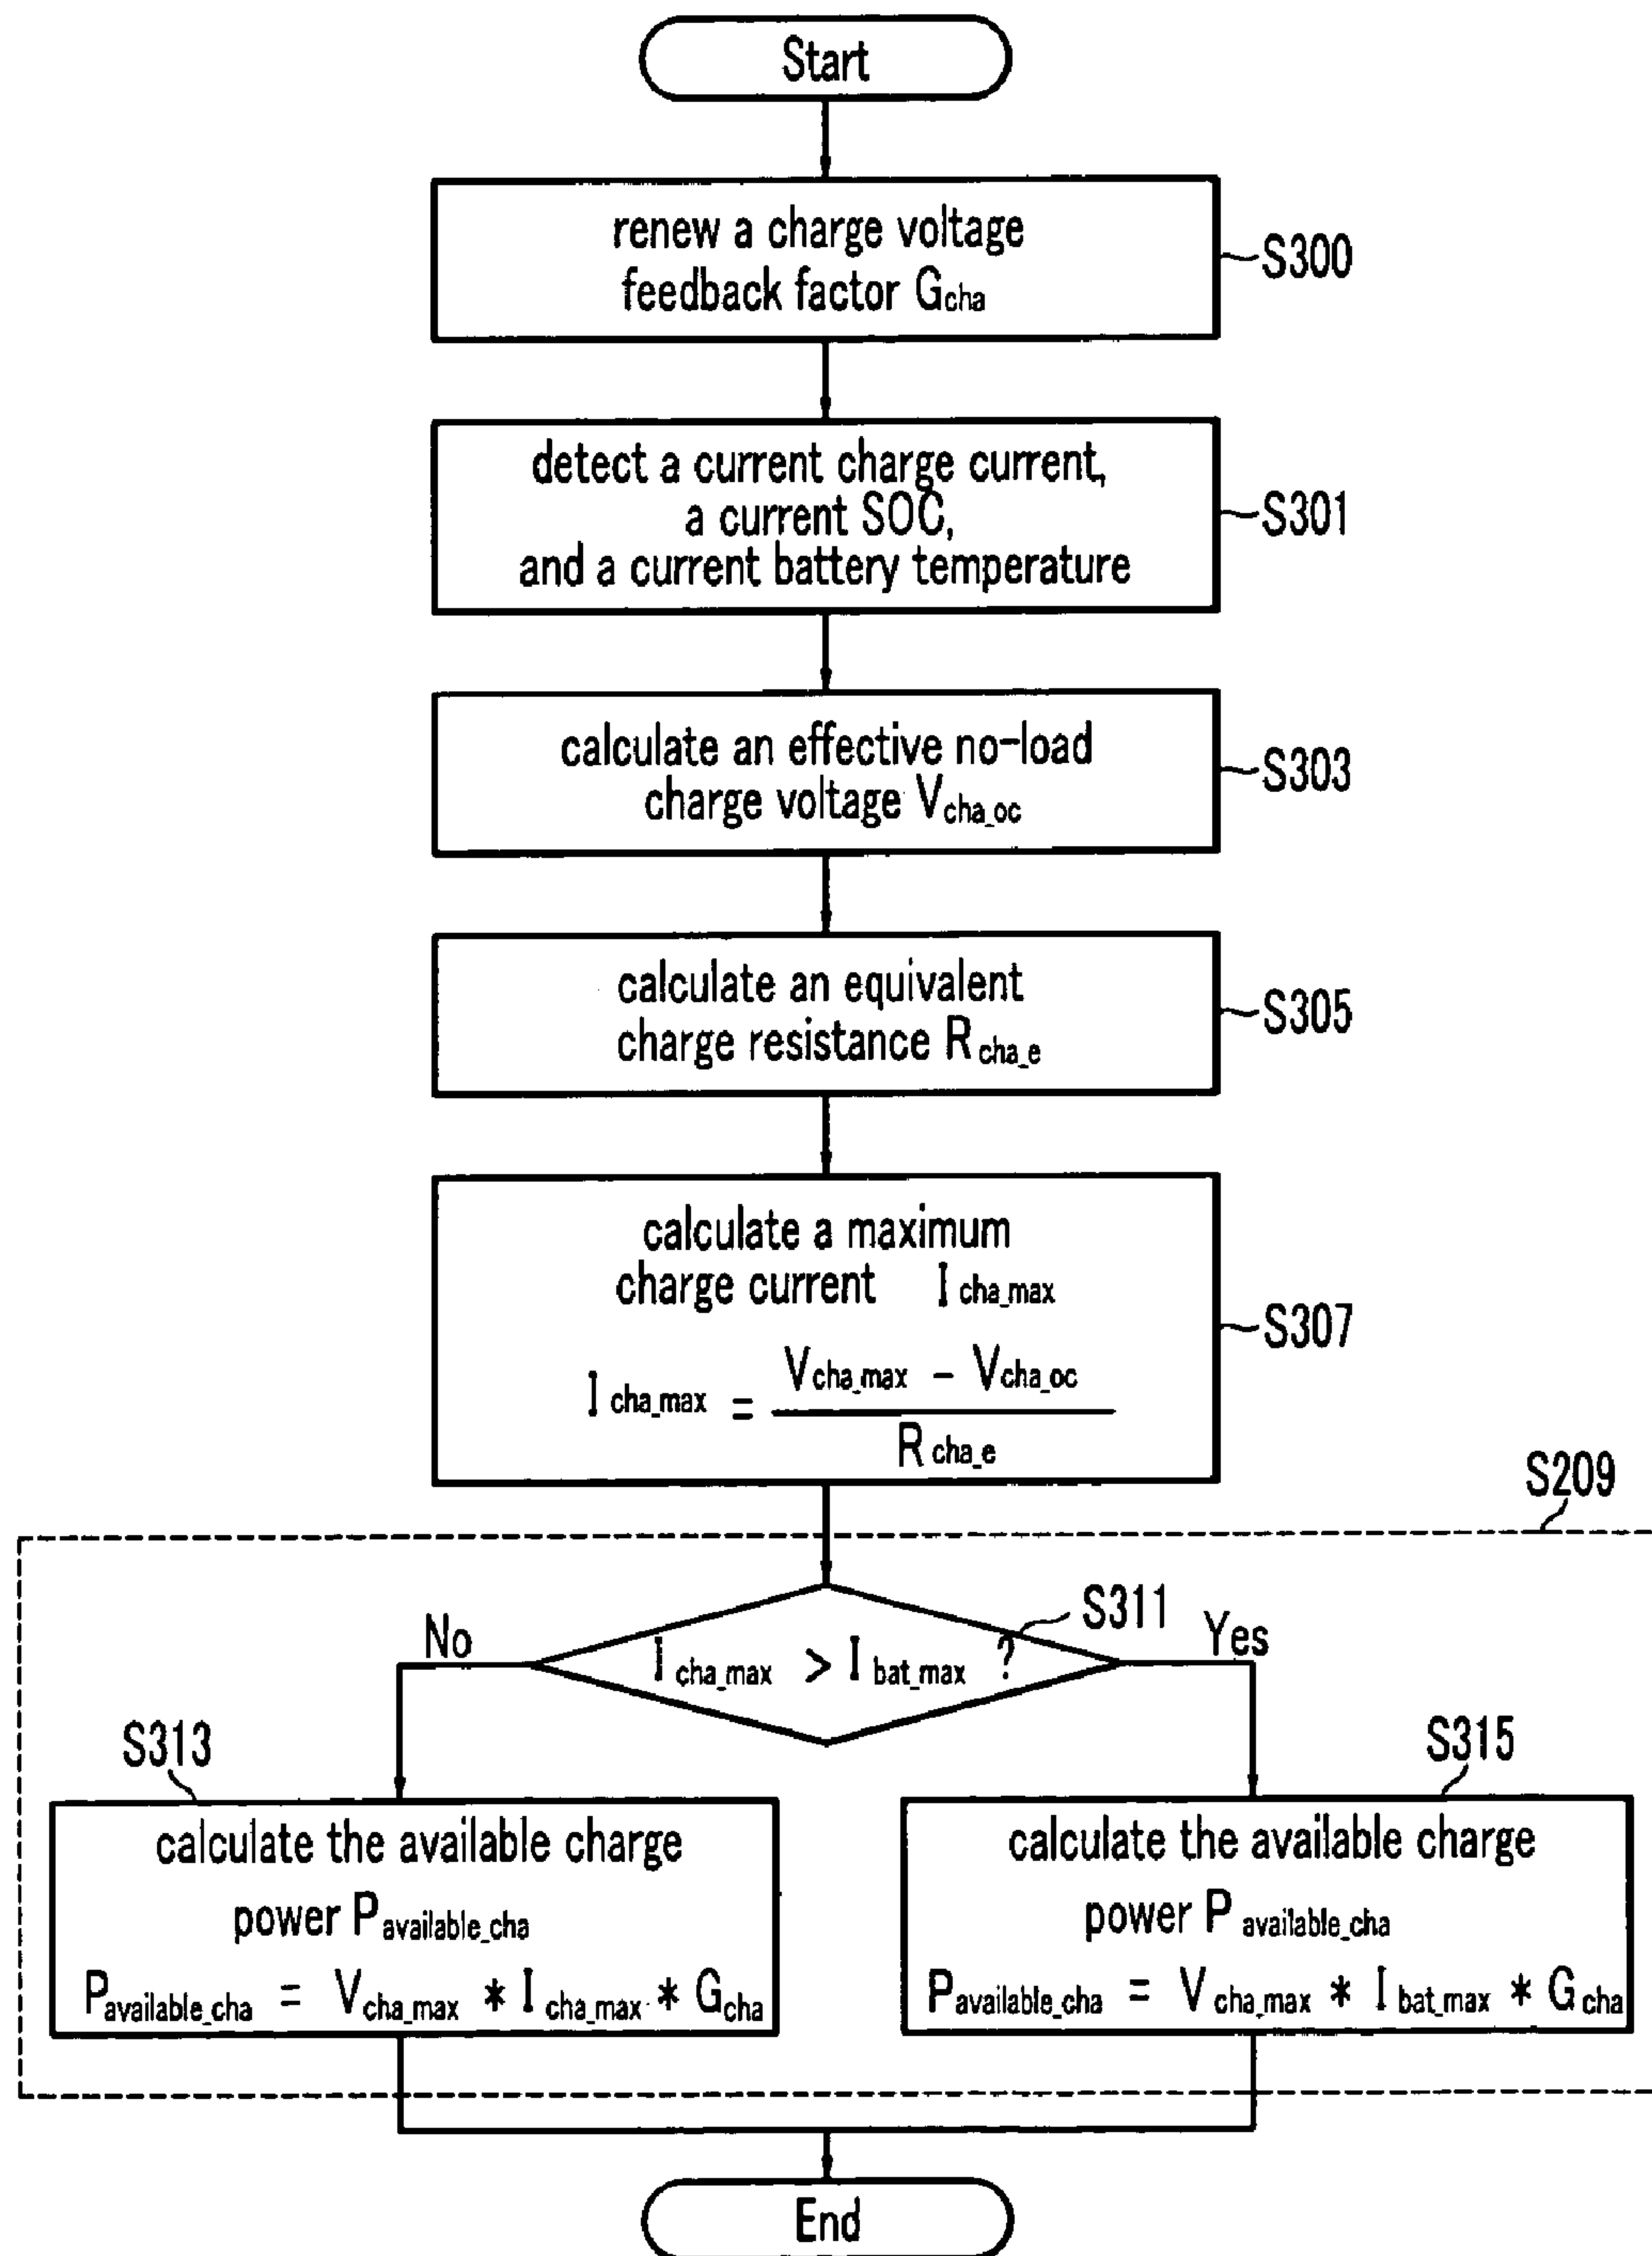 Start
renew a charge voltage
feedback factor Gcha
S300
detect a current charge current,
a current SOC,
and a current battery temperature
S301
calculate an effective no-load
charge voltage Vcha_oc
S303
calculate an equivalent
charge resistance Rcha_e
S305
calculate a maximum
charge current Icha_max
Icha_max = Vcha_max - Vcha_oc
Rcha_e
S307
S209
S311
No
Icha_max > Ibat_max ?
Yes
S313
calculate the available charge
power Pavailable_cha
Pavailable_cha = Vcha_max * Icha_max * Gcha
S315
calculate the available charge
power Pavailable_cha
Pavailable_cha = Vcha_max * Ibat_max * Gcha
End